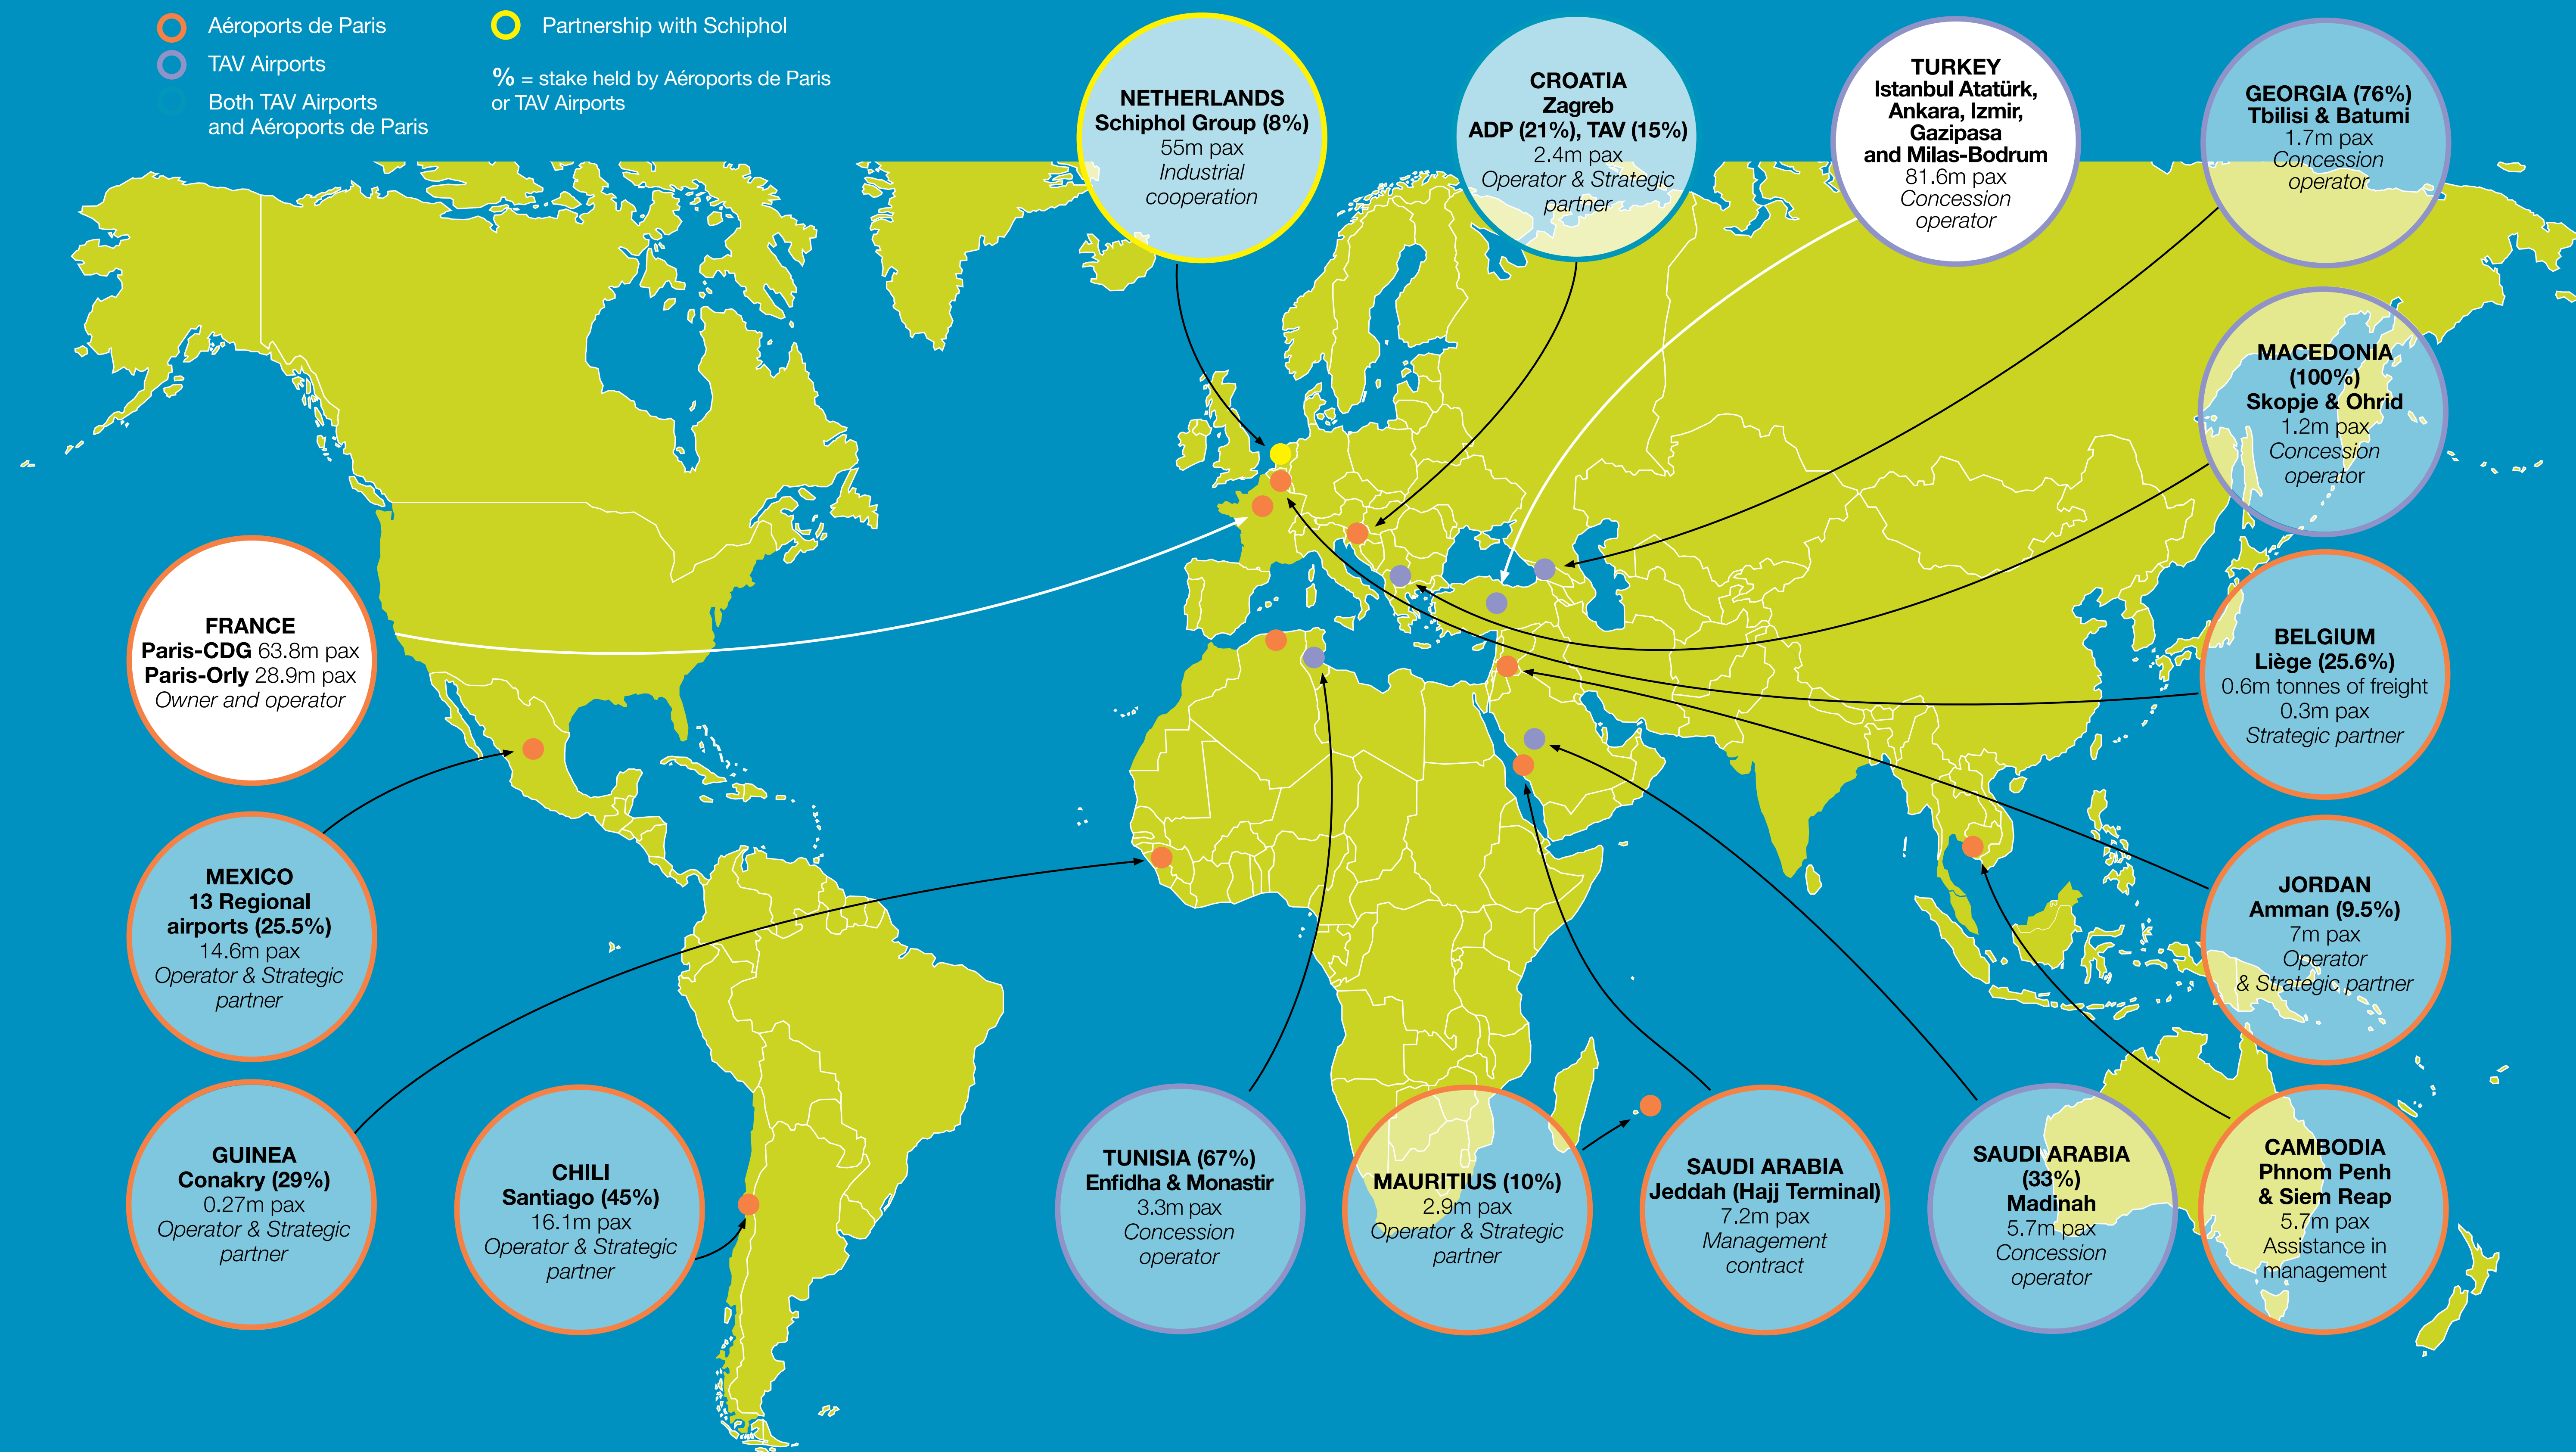 Aéroports de Paris
TAV Airports
Both TAV Airports
and Aéroports de Paris
Partnership with Schiphol
% = stake held by Aéroports de Paris
or TAV Airports
NETHERLANDS
Schiphol Group (8%)
55m pax
Industrial
cooperation
CROATIA
Zagreb
ADP (21%), TAV (15%)
2.4m pax
Operator & Strategic
partner
TURKEY
Istanbul Atatürk,
Ankara, Izmir,
Gazipasa
and Milas-Bodrum
81.6m pax
Concession
operator
GEORGIA (76%)
Tbilisi & Batumi
1.7m pax
Concession
operator
MACEDONIA
(100%)
Skopje & Ohrid
1.2m pax
Concession
operator
FRANCE
Paris-CDG 63.8m pax
Paris-Orly 28.9m pax
Owner and operator
BELGIUM
Liège (25.6%)
0.6m tonnes of freight
0.3m pax
Strategic partner
MEXICO
13 Regional
airports (25.5%)
14.6m pax
Operator & Strategic
partner
JORDAN
Amman (9.5%)
7m pax
Operator
& Strategic partner
GUINEA
Conakry (29%)
0.27m pax
Operator & Strategic
partner
CHILI
Santiago (45%)
16.1m pax
Operator & Strategic
partner
TUNISIA (67%)
Enfidha & Monastir
3.3m pax
Concession
operator
MAURITIUS (10%)
2.9m pax
Operator & Strategic
partner
SAUDI ARABIA
Jeddah (Hajj Terminal)
7.2m pax
Management
contract
SAUDI ARABIA
(33%)
Madinah
5.7m pax
Concession
operator
CAMBODIA
Phnom Penh
& Siem Reap
5.7m pax
Assistance in
management